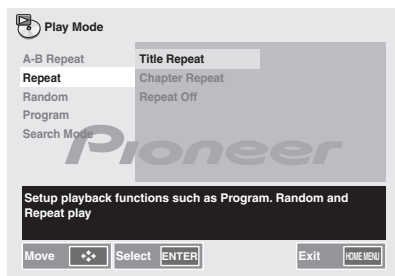 Play Mode
A-B Repeat Title Repeat
Repeat Chapter Repeat
Random Repeat Off
Program
Search Mode
Pioneer
Setup playback functions such as Program. Random and
Repeat play
Move Select ENTER Exit HOME MENU